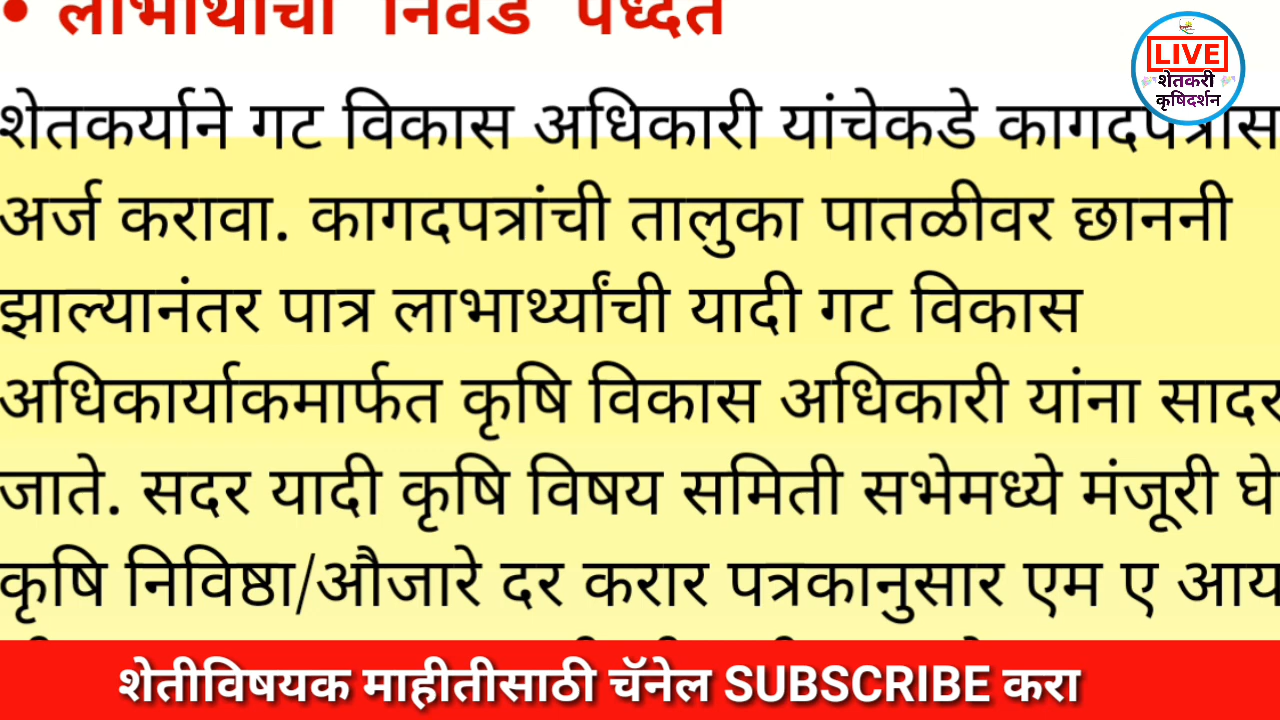 • लाभार्थीची निवड पध्दत
LIVE
शेतकरी
कृषिदर्शन
शेतकर्याने गट विकास अधिकारी यांचेकडे कागदपत्रांस
अर्ज करावा. कागदपत्रांची तालुका पातळीवर छाननी
झाल्यानंतर पात्र लाभार्थ्यांची यादी गट विकास
अधिकार्याकमार्फत कृषि विकास अधिकारी यांना सादर
जाते. सदर यादी कृषि विषय समिती सभेमध्ये मंजूरी घे
कृषि निविष्ठा/औजारे दर करार पत्रकानुसार एम ए आय
शेतीविषयक माहीतीसाठी चॅनेल SUBSCRIBE करा